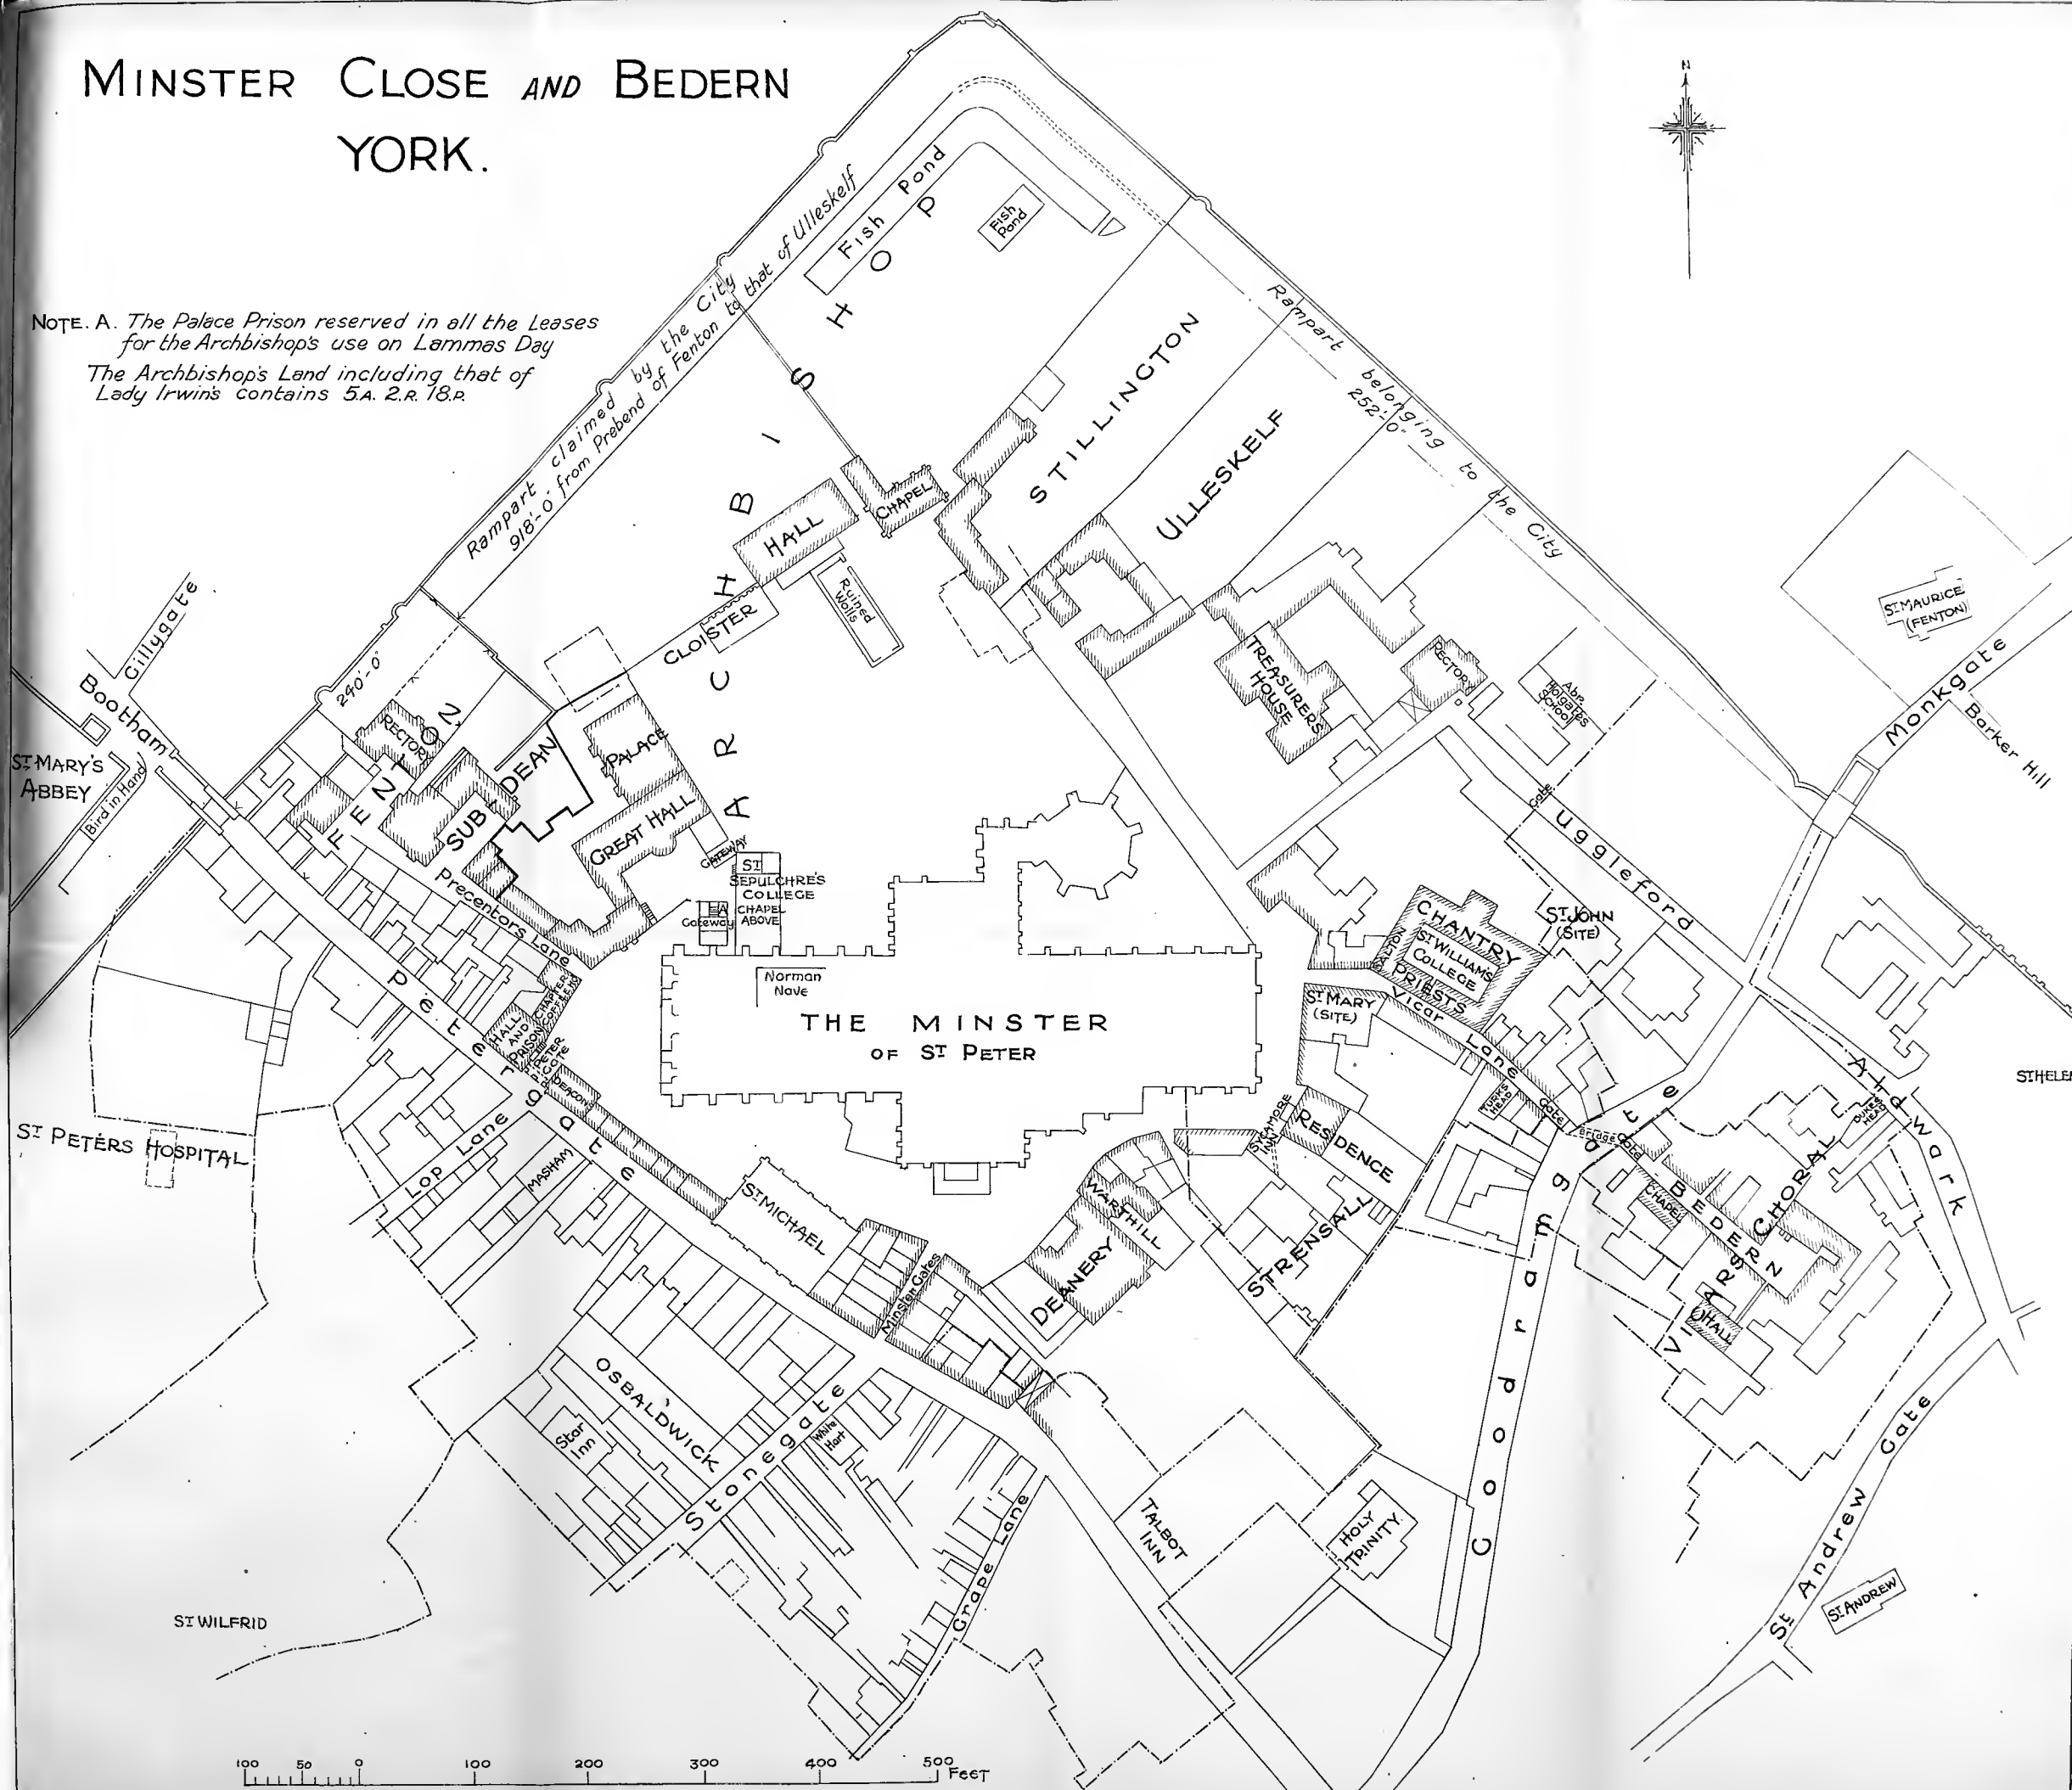 MINSTER CLOSE AND BEDERN
YORK.
N
NOTE. A. The Palace Prison reserved in all the Leases
for the Archbishop's use on Lammas Day
The Archbishop's Land including that of
Lady Irwin's contains 5.A. 2.R. 18.P.
Rampart claimed by the City
918'-0" from Prebend of Fenton to that of Ulleskelf
Rampart belonging to the City
252'-0"
240'-0"
Fish Pond
Fish
Pond
ARCHBISHOP
STILLINGTON
ULLESKELF
CHAPEL
HALL
Ruined
Walls
CLOISTER
PALACE
GREAT HALL
GATEWAY
ST
SEPULCHRE'S
COLLEGE
CHAPEL
ABOVE
A
Gateway
Gillygate
Bootham
ST MARY'S
ABBEY
Bird in Hand
RECTORY
FENTON
SUB DEAN
Precentors Lane
TREASURERS
HOUSE
RECTORY
Abp.
Holgates
School
Gate
Uggleford
ST MAURICE
(FENTON)
Monkgate
Barker Hill
Norman
Nave
THE MINSTER
OF ST PETER
CHANTRY
PRIESTS
ST WILLIAM'S
COLLEGE
SALTON
ST JOHN
(SITE)
ST MARY
(SITE)
Vicar Lane
TURKS
HEAD
Gate
Bridge
Gate
Petergate
HALL
AND
PRISON
CHAPTER
COFFEE HO
PETER
GATE
DEACONS
ST PETERS HOSPITAL
LOP LANE
MASHAM
ST MICHAEL
Minster Gates
SYCAMORE
INN
RESIDENCE
STRENSALL
WARTHILL
DEANERY
BEDERN
CHAPEL
VICARS CHORAL
HALL
DUKES
HEAD
Aldwark
ST HELE
Goodramgate
OSBALDWICK
Star
Inn
Stonegate
White
Hart
Grape Lane
TALBOT
INN
HOLY
TRINITY
St Andrew Gate
ST ANDREW
ST WILFRID
100 50 0 100 200 300 400 500
FEET